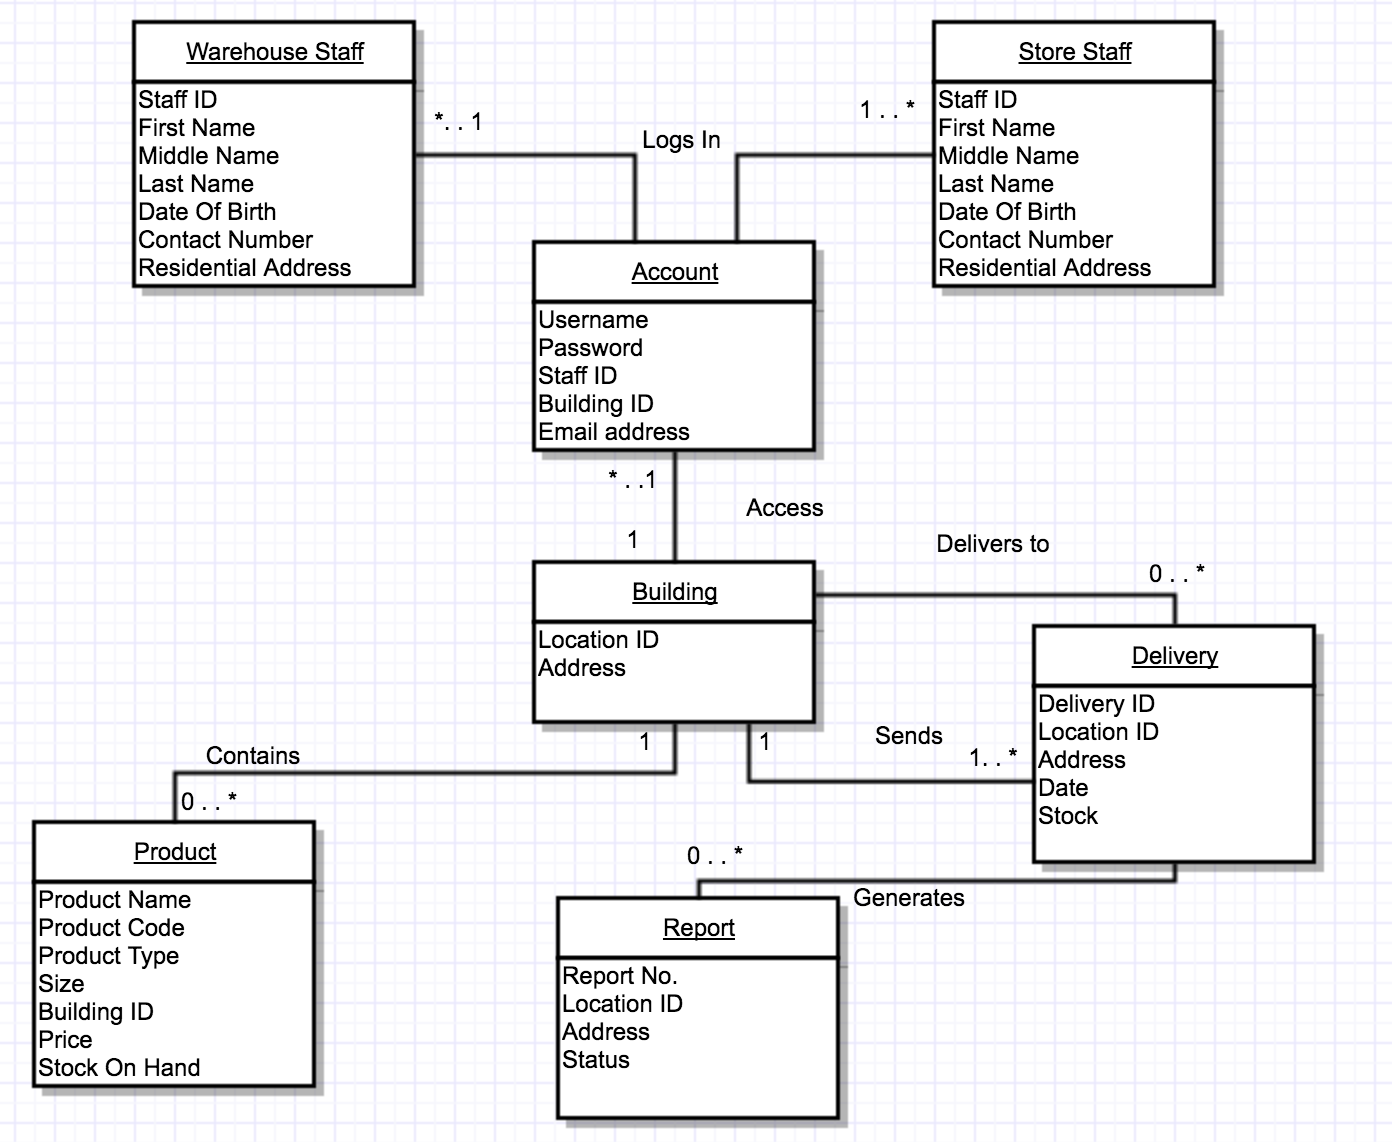 Warehouse Staff
Staff ID
First Name
Middle Name
Last Name
Date Of Birth
Contact Number
Residential Address
*. . 1
Logs In
1 . . *
Store Staff
Staff ID
First Name
Middle Name
Last Name
Date Of Birth
Contact Number
Residential Address
Account
Username
Password
Staff ID
Building ID
Email address
* . .1
Access
1
Building
Location ID
Address
Delivers to
0 . . *
Delivery
Delivery ID
Location ID
Address
Date
Stock
1
1
Sends
1. . *
Contains
0 . . *
Product
Product Name
Product Code
Product Type
Size
Building ID
Price
Stock On Hand
0 . . *
Generates
Report
Report No.
Location ID
Address
Status